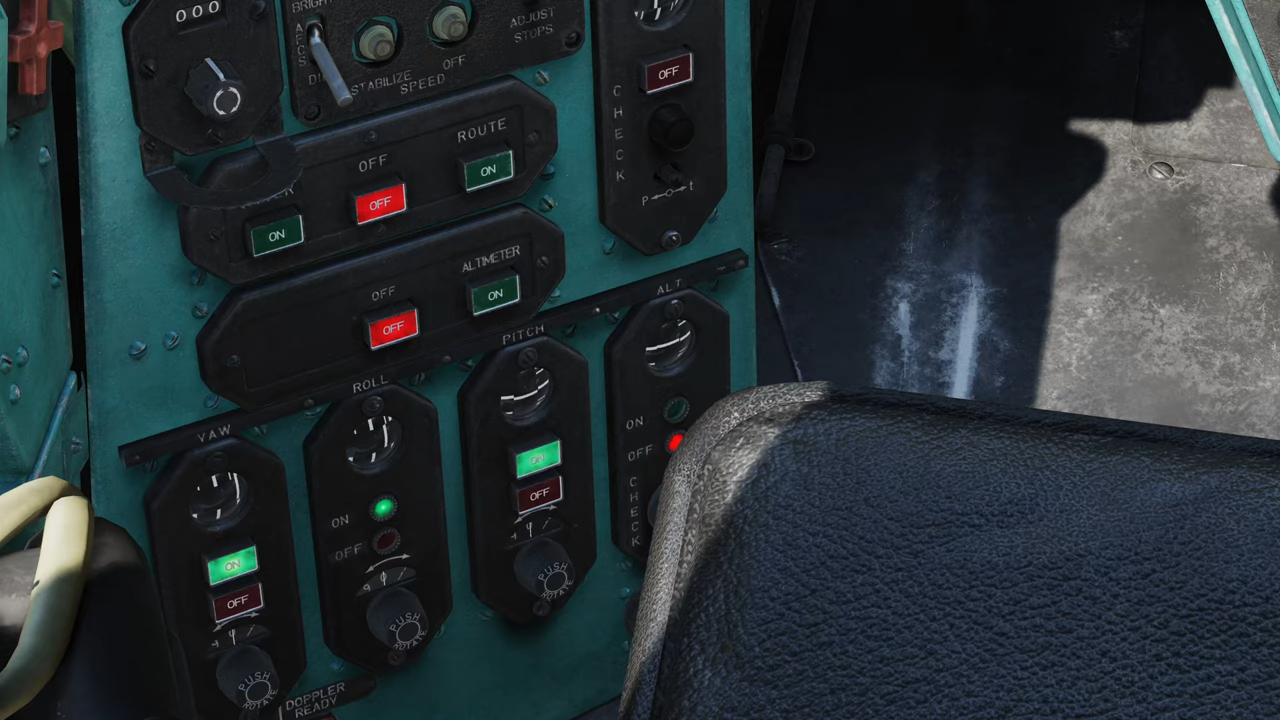 000
BRIGHT
STABILIZE
SPEED
OFF
ADJUST
STOPS
OFF
CHECK
P
t
ROUTE
OFF
ON
OFF
ON
ALTIMETER
OFF
ON
OFF
ALT
ON
OFF
CHECK
PITCH
ON
OFF
PUSH
ROTATE
ROLL
ON
OFF
PUSH
ROTATE
YAW
ON
OFF
PUSH
ROTATE
DOPPLER
READY